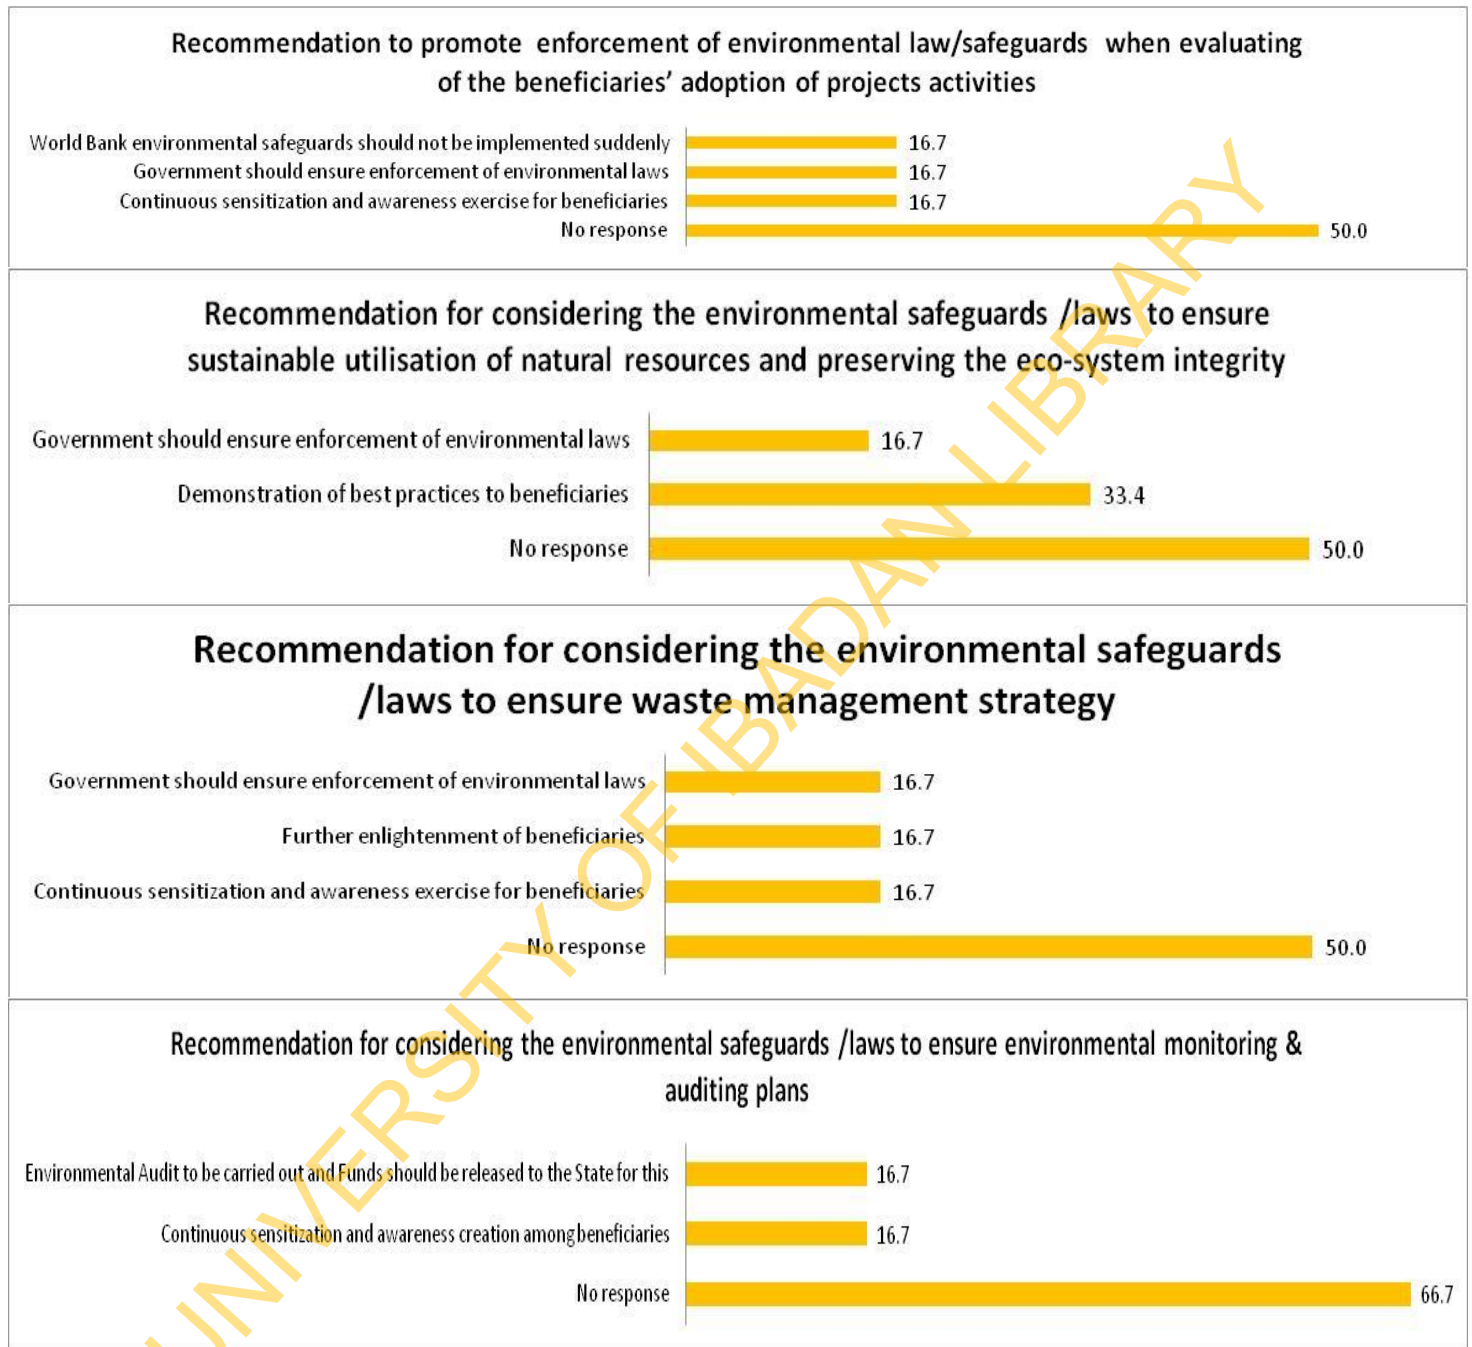 Recommendation to promote enforcement of environmental law/safeguards when evaluating
of the beneficiaries’ adoption of projects activities
World Bank environmental safeguards should not be implemented suddenly 16.7
Government should ensure enforcement of environmental laws 16.7
Continuous sensitization and awareness exercise for beneficiaries 16.7
No response 50.0
Recommendation for considering the environmental safeguards /laws to ensure
sustainable utilisation of natural resources and preserving the eco-system integrity
Government should ensure enforcement of environmental laws 16.7
Demonstration of best practices to beneficiaries 33.4
No response 50.0
Recommendation for considering the environmental safeguards
/laws to ensure waste management strategy
Government should ensure enforcement of environmental laws 16.7
Further enlightenment of beneficiaries 16.7
Continuous sensitization and awareness exercise for beneficiaries 16.7
No response 50.0
Recommendation for considering the environmental safeguards /laws to ensure environmental monitoring &
auditing plans
Environmental Audit to be carried out and Funds should be released to the State for this 16.7
Continuous sensitization and awareness creation among beneficiaries 16.7
No response 66.7
UNIVERSITY OF IBADAN LIBRARY